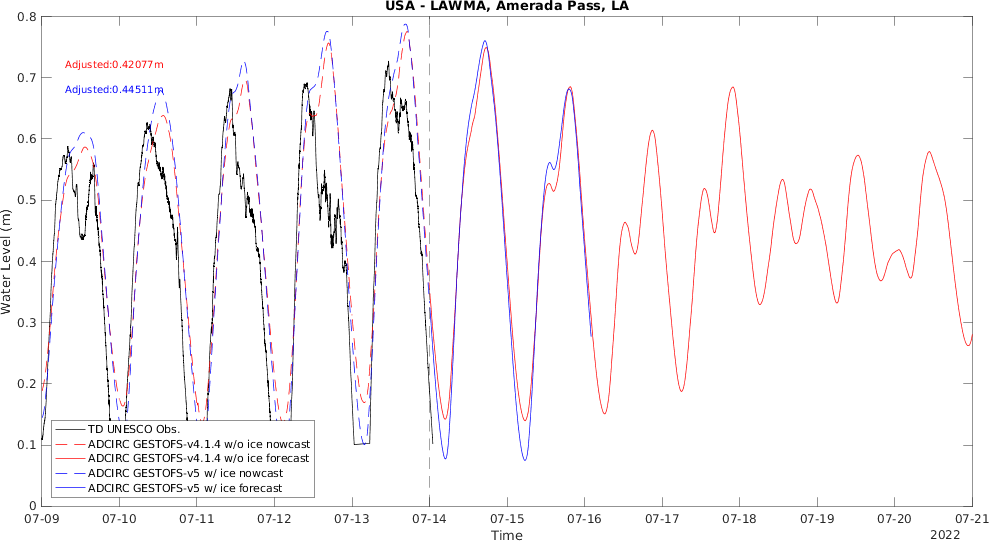 USA - LAWMA, Amerada Pass, LA
0.8
0.7
0.6
0.5
0.4
0.3
0.2
0.1
0
Water Level (m)
Adjusted:0.42077m
Adjusted:0.44511m
TD UNESCO Obs.
ADCIRC GESTOFS-v4.1.4 w/o ice nowcast
ADCIRC GESTOFS-v4.1.4 w/o ice forecast
ADCIRC GESTOFS-v5 w/ ice nowcast
ADCIRC GESTOFS-v5 w/ ice forecast
07-09 07-10 07-11 07-12 07-13 07-14 07-15 07-16 07-17 07-18 07-19 07-20 07-21
Time
2022